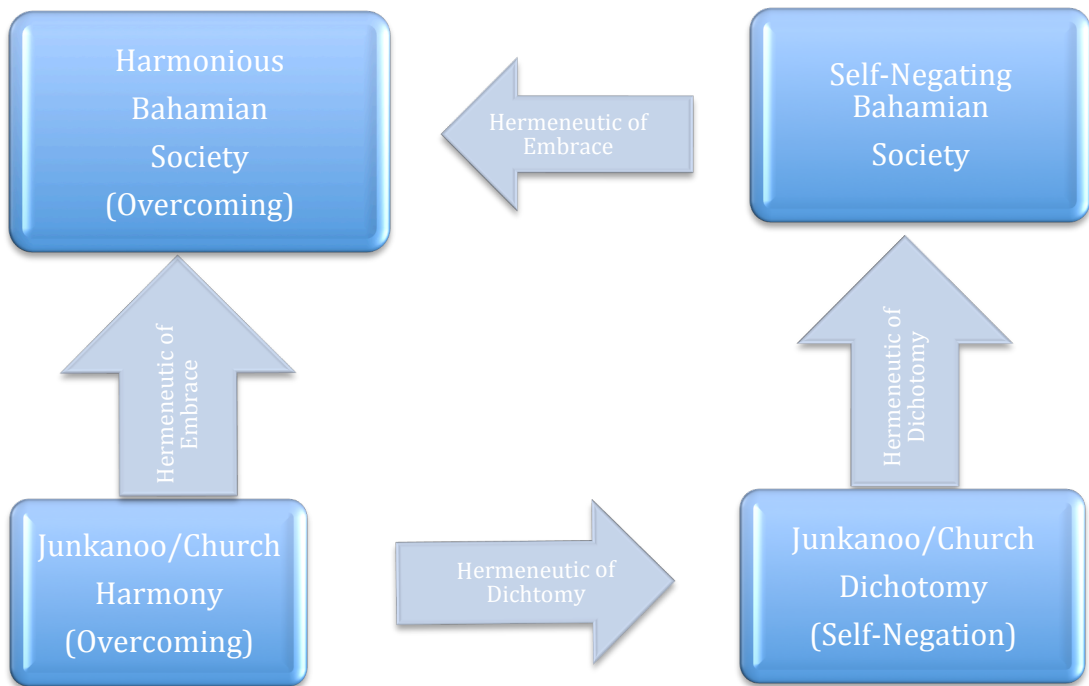 Harmonious
Bahamian
Society
(Overcoming)
Hermeneutic of
Embrace
Self-Negating
Bahamian
Society
Hermeneutic of
Embrace
Hermeneutic of
Dichotomy
Junkanoo/Church
Harmony
(Overcoming)
Hermeneutic of
Dichtomy
Junkanoo/Church
Dichotomy
(Self-Negation)